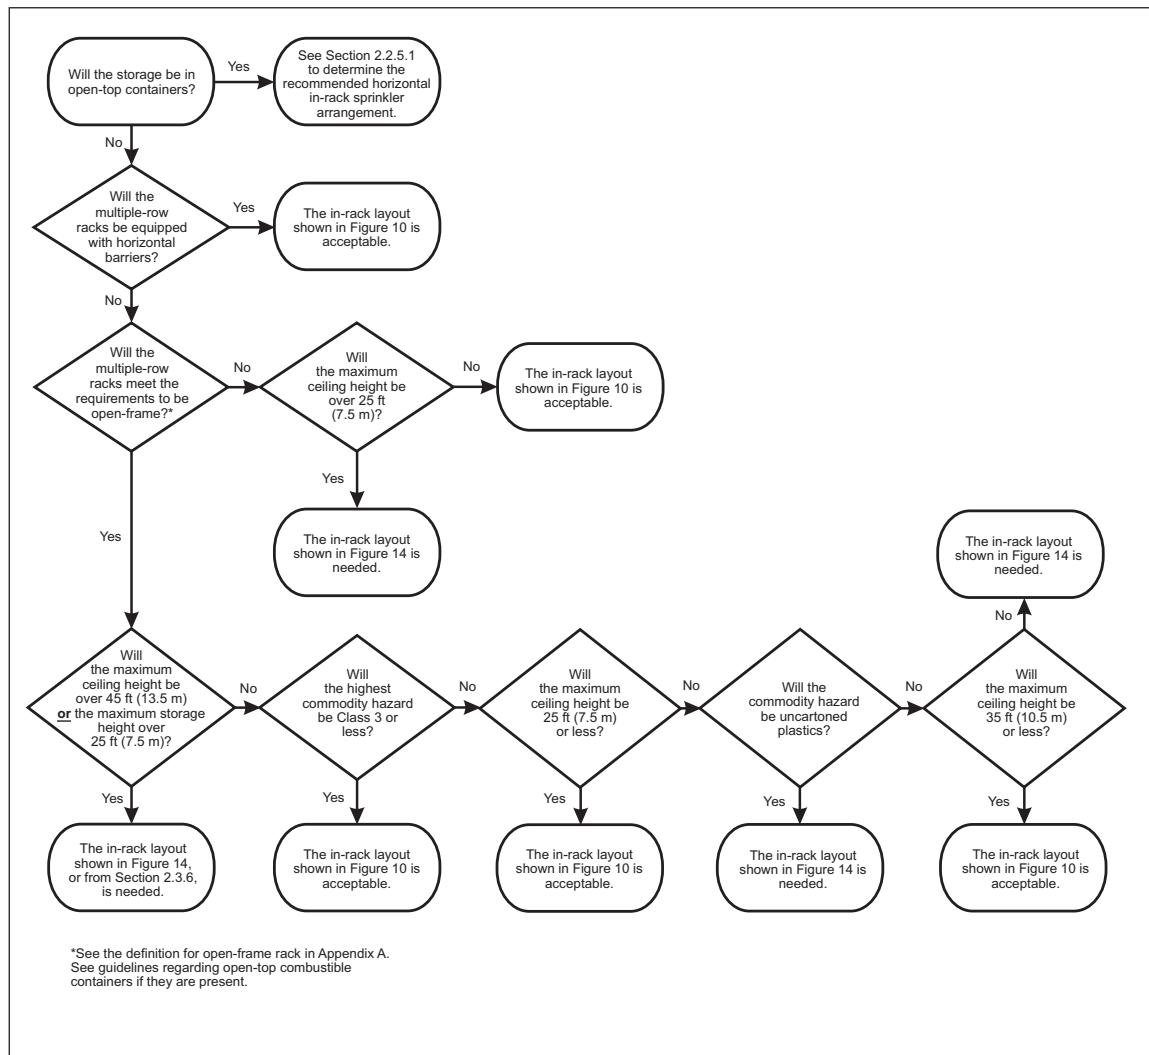 Will the storage be in
open-top containers?
Yes
See Section 2.2.5.1
to determine the
recommended horizontal
in-rack sprinkler
arrangement.
No
Will the
multiple-row
racks be equipped
with horizontal
barriers?
Yes
The in-rack layout
shown in Figure 10 is
acceptable.
No
Will the
multiple-row
racks meet the
requirements to be
open-frame?*
No
Will
the maximum
ceiling height be
over 25 ft
(7.5 m)?
No
The in-rack layout
shown in Figure 10 is
acceptable.
Yes
The in-rack layout
shown in Figure 14 is
needed.
Yes
Will
the maximum
ceiling height be
over 45 ft (13.5 m)
or the maximum storage
height over
25 ft (7.5 m)?
No
Will
the highest
commodity hazard
be Class 3 or
less?
No
Will
the maximum
ceiling height be
25 ft (7.5 m)
or less?
No
Will the
commodity hazard
be uncartoned
plastics?
No
Will
the maximum
ceiling height be
35 ft (10.5 m)
or less?
No
The in-rack layout
shown in Figure 14 is
needed.
Yes
The in-rack layout
shown in Figure 14,
or from Section 2.3.6,
is needed.
Yes
The in-rack layout
shown in Figure 10 is
acceptable.
Yes
The in-rack layout
shown in Figure 10 is
acceptable.
Yes
The in-rack layout
shown in Figure 14 is
needed.
Yes
The in-rack layout
shown in Figure 10 is
acceptable.
*See the definition for open-frame rack in Appendix A.
See guidelines regarding open-top combustible
containers if they are present.